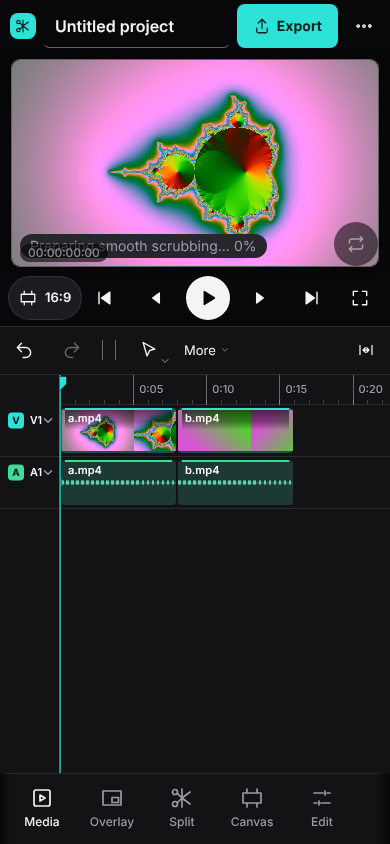 Untitled project
Export
Preparing smooth scrubbing... 0%
00:00:00:00
16:9
More
0:05
0:10
0:15
0:20
V V1
a.mp4
b.mp4
A A1
a.mp4
b.mp4
Media
Overlay
Split
Canvas
Edit